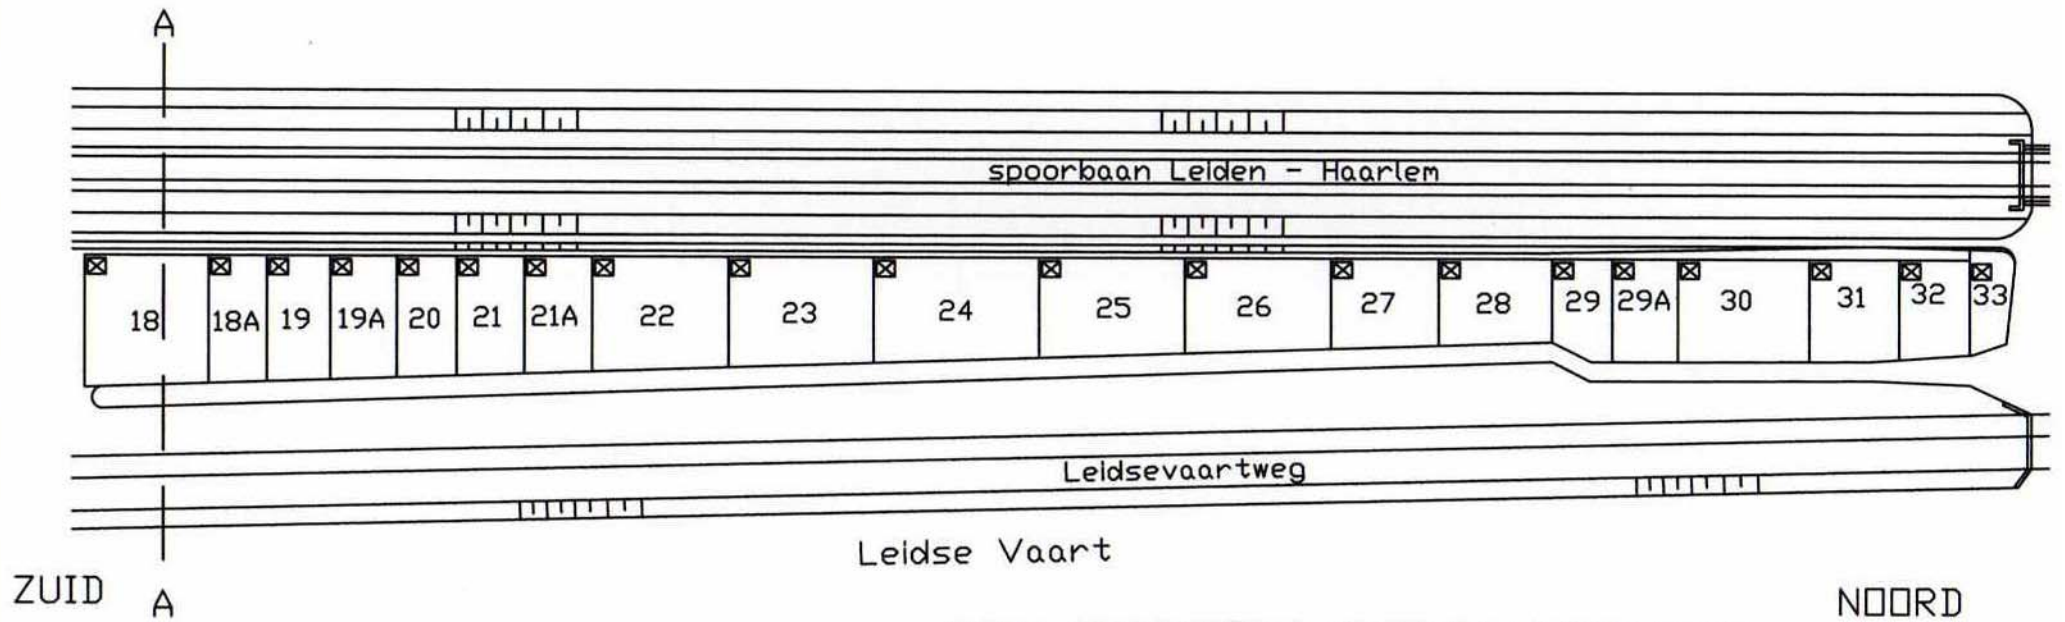 A
spoorbaan Leiden - Haarlem
18 18A 19 19A 20 21 21A 22 23 24 25 26 27 28 29 29A 30 31 32 33
Leidsevaartweg
Leidse Vaart
ZUID A NOORD